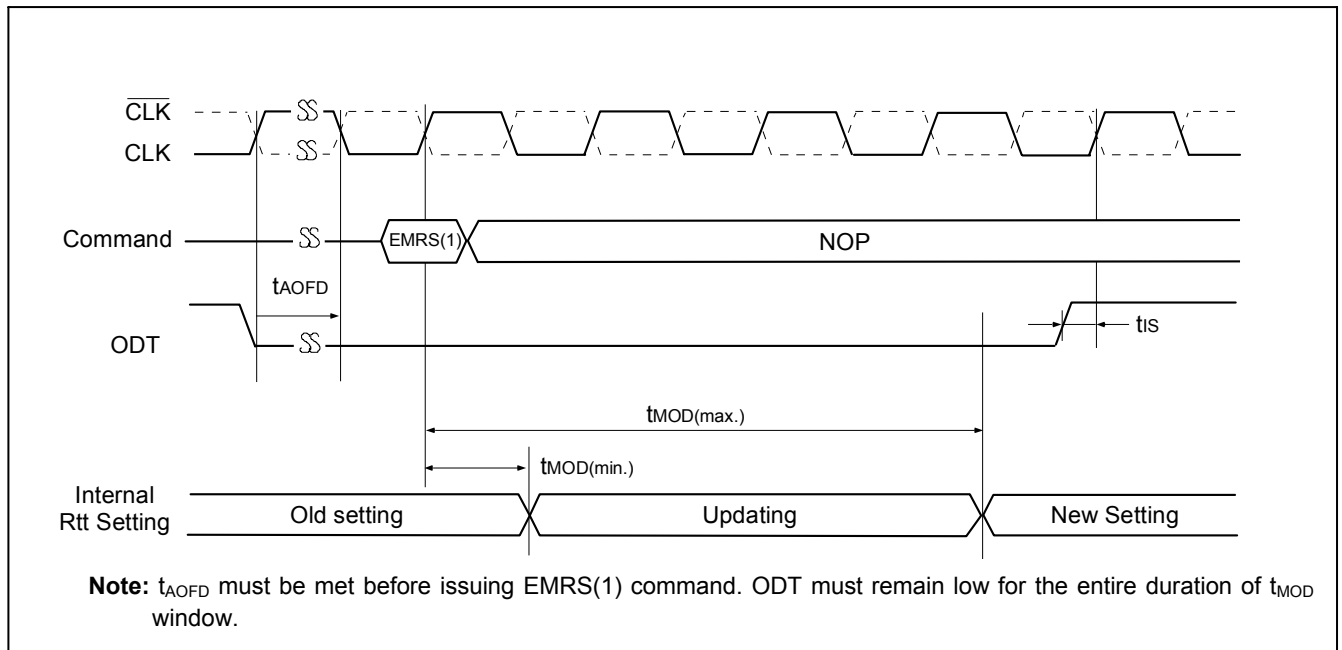 CLK
CLK
Command
EMRS(1)
NOP
tAOFD
tIS
ODT
tMOD(max.)
tMOD(min.)
Internal
Rtt Setting
Old setting
Updating
New Setting
Note: tAOFD must be met before issuing EMRS(1) command. ODT must remain low for the entire duration of tMOD
window.